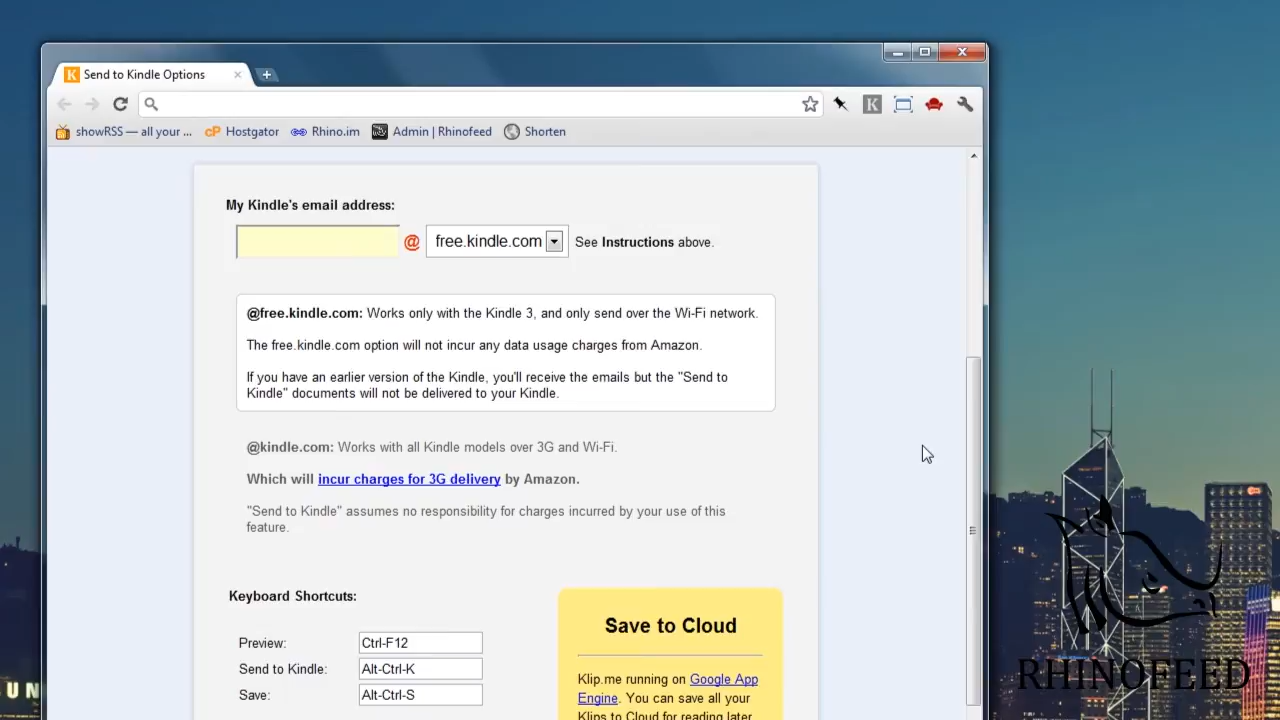 Send to Kindle Options
showRSS — all your ...
Hostgator
Rhino.im
Admin | Rhinofeed
Shorten
My Kindle's email address:
@ free.kindle.com See Instructions above.
@free.kindle.com: Works only with the Kindle 3, and only send over the Wi-Fi network.
The free.kindle.com option will not incur any data usage charges from Amazon.
If you have an earlier version of the Kindle, you'll receive the emails but the "Send to
Kindle" documents will not be delivered to your Kindle.
@kindle.com: Works with all Kindle models over 3G and Wi-Fi.
Which will incur charges for 3G delivery by Amazon.
"Send to Kindle" assumes no responsibility for charges incurred by your use of this
feature.
Keyboard Shortcuts:
Preview: Ctrl-F12
Send to Kindle: Alt-Ctrl-K
Save: Alt-Ctrl-S
Save to Cloud
Klip.me running on Google App
Engine. You can save all your
Klips to Cloud for reading later
RHINOFEED